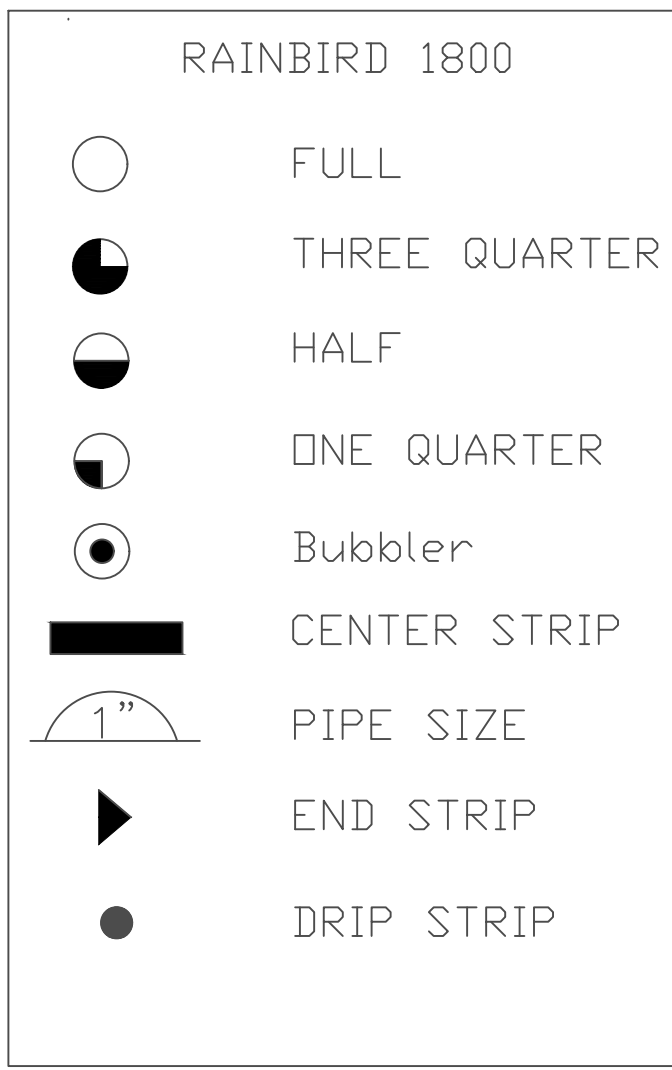 RAINBIRD 1800
FULL
THREE QUARTER
HALF
ONE QUARTER
Bubbler
CENTER STRIP
1” PIPE SIZE
END STRIP
DRIP STRIP